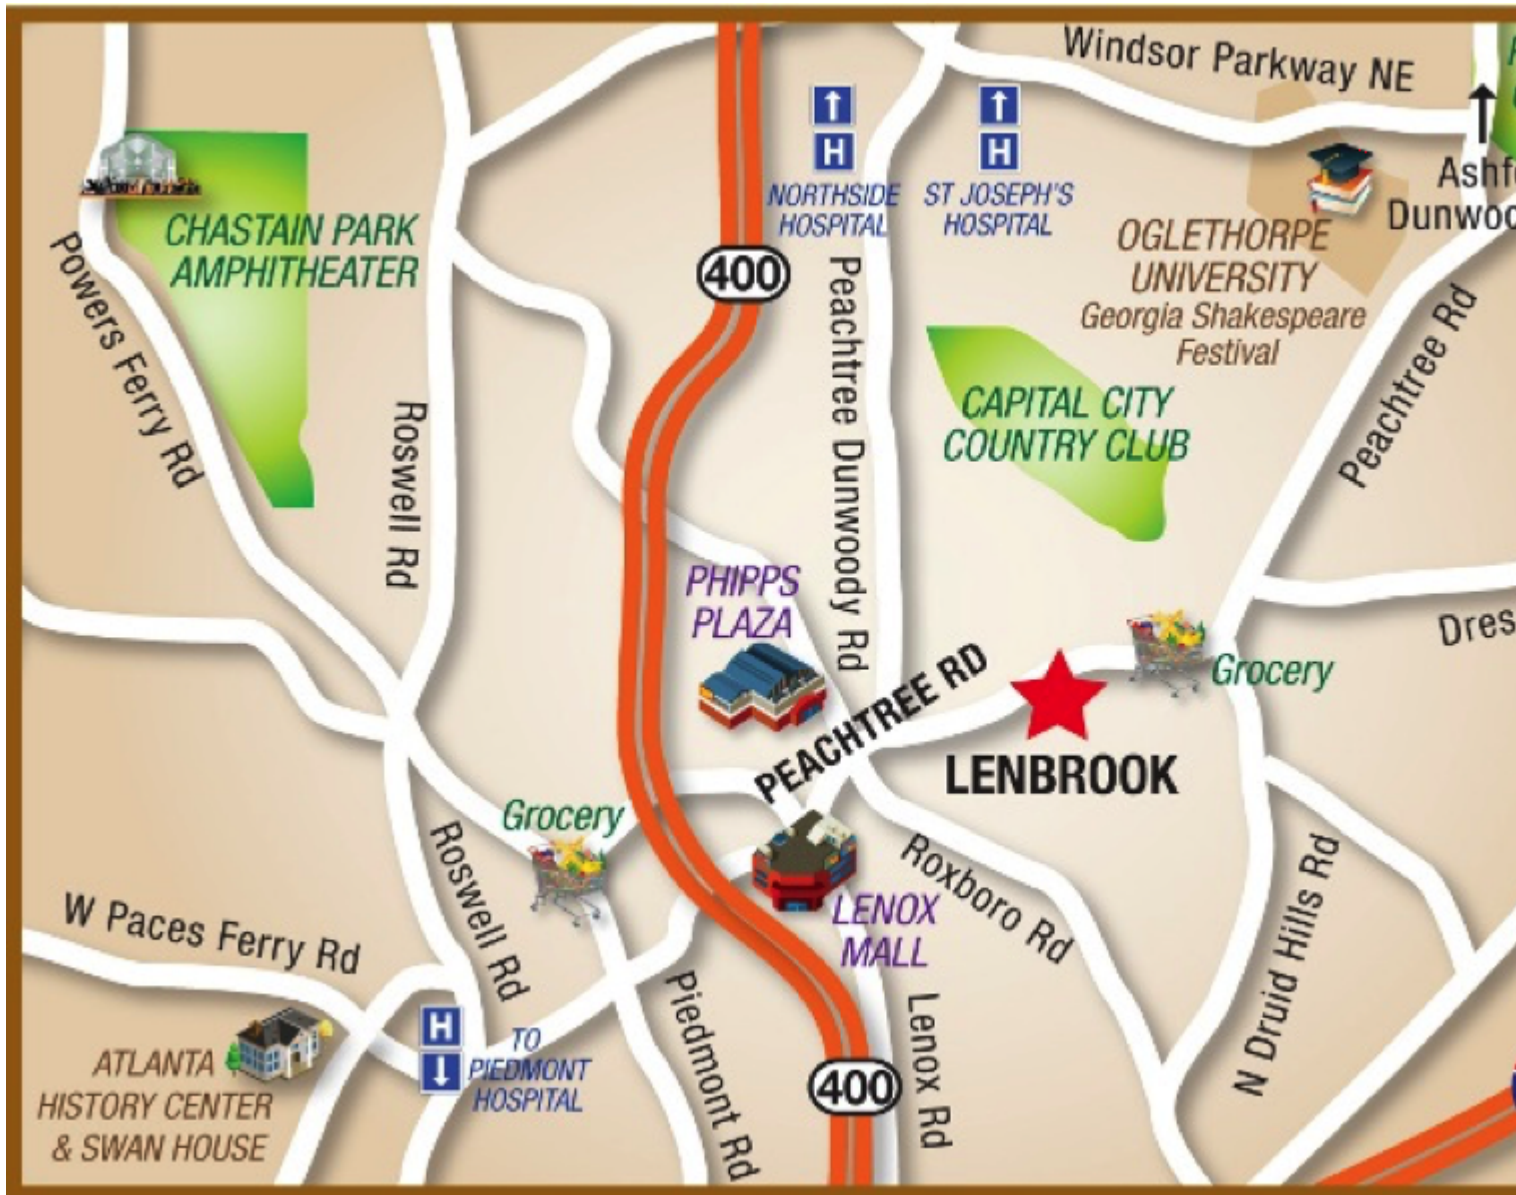 Windsor Parkway NE
H
NORTHSIDE
HOSPITAL
H
ST JOSEPH'S
HOSPITAL
CHASTAIN PARK
AMPHITHEATER
Powers Ferry Rd
400
OGLETHORPE
UNIVERSITY
Georgia Shakespeare
Festival
Peachtree Rd
Peachtree Dunwoody Rd
CAPITAL CITY
COUNTRY CLUB
Roswell Rd
PHIPPS
PLAZA
PEACHTREE RD
Grocery
LENBROOK
Grocery
Roswell Rd
Roxboro Rd
LENOX
MALL
W Paces Ferry Rd
N Druid Hills Rd
Piedmont Rd
Lenox Rd
H
TO
PIEDMONT
HOSPITAL
400
ATLANTA
HISTORY CENTER
& SWAN HOUSE